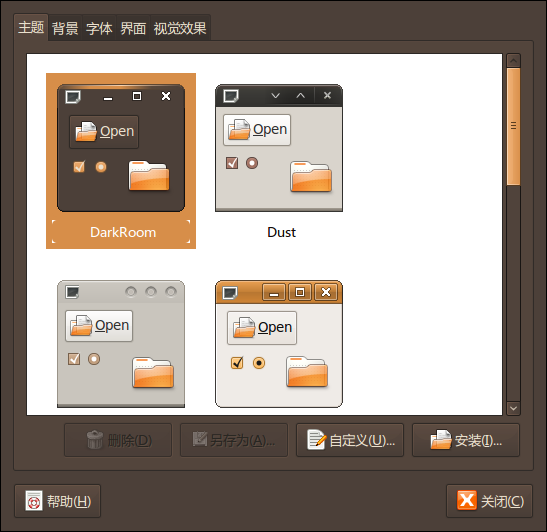 主题 背景 字体 界面 视觉效果
Open Open
DarkRoom Dust
Open Open
删除(D) 另存为(A)... 自定义(U)... 安装(I)...
帮助(H) 关闭(C)